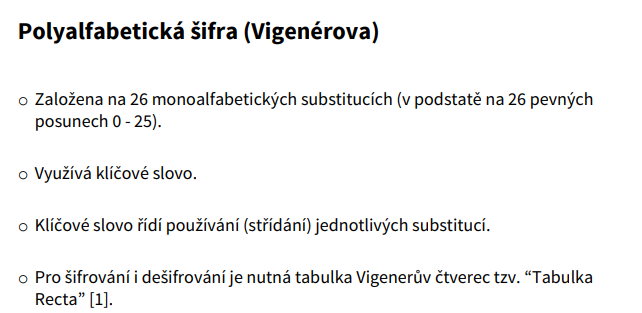 Polyalfabetická šifra (Vigenérova)
○ Založena na 26 monoalfabetických substitucích (v podstatě na 26 pevných
posunech 0 - 25).
○ Využívá klíčové slovo.
○ Klíčové slovo řídí používání (střídání) jednotlivých substitucí.
○ Pro šifrování i dešifrování je nutná tabulka Vigenerův čtverec tzv. “Tabulka
Recta” [1].